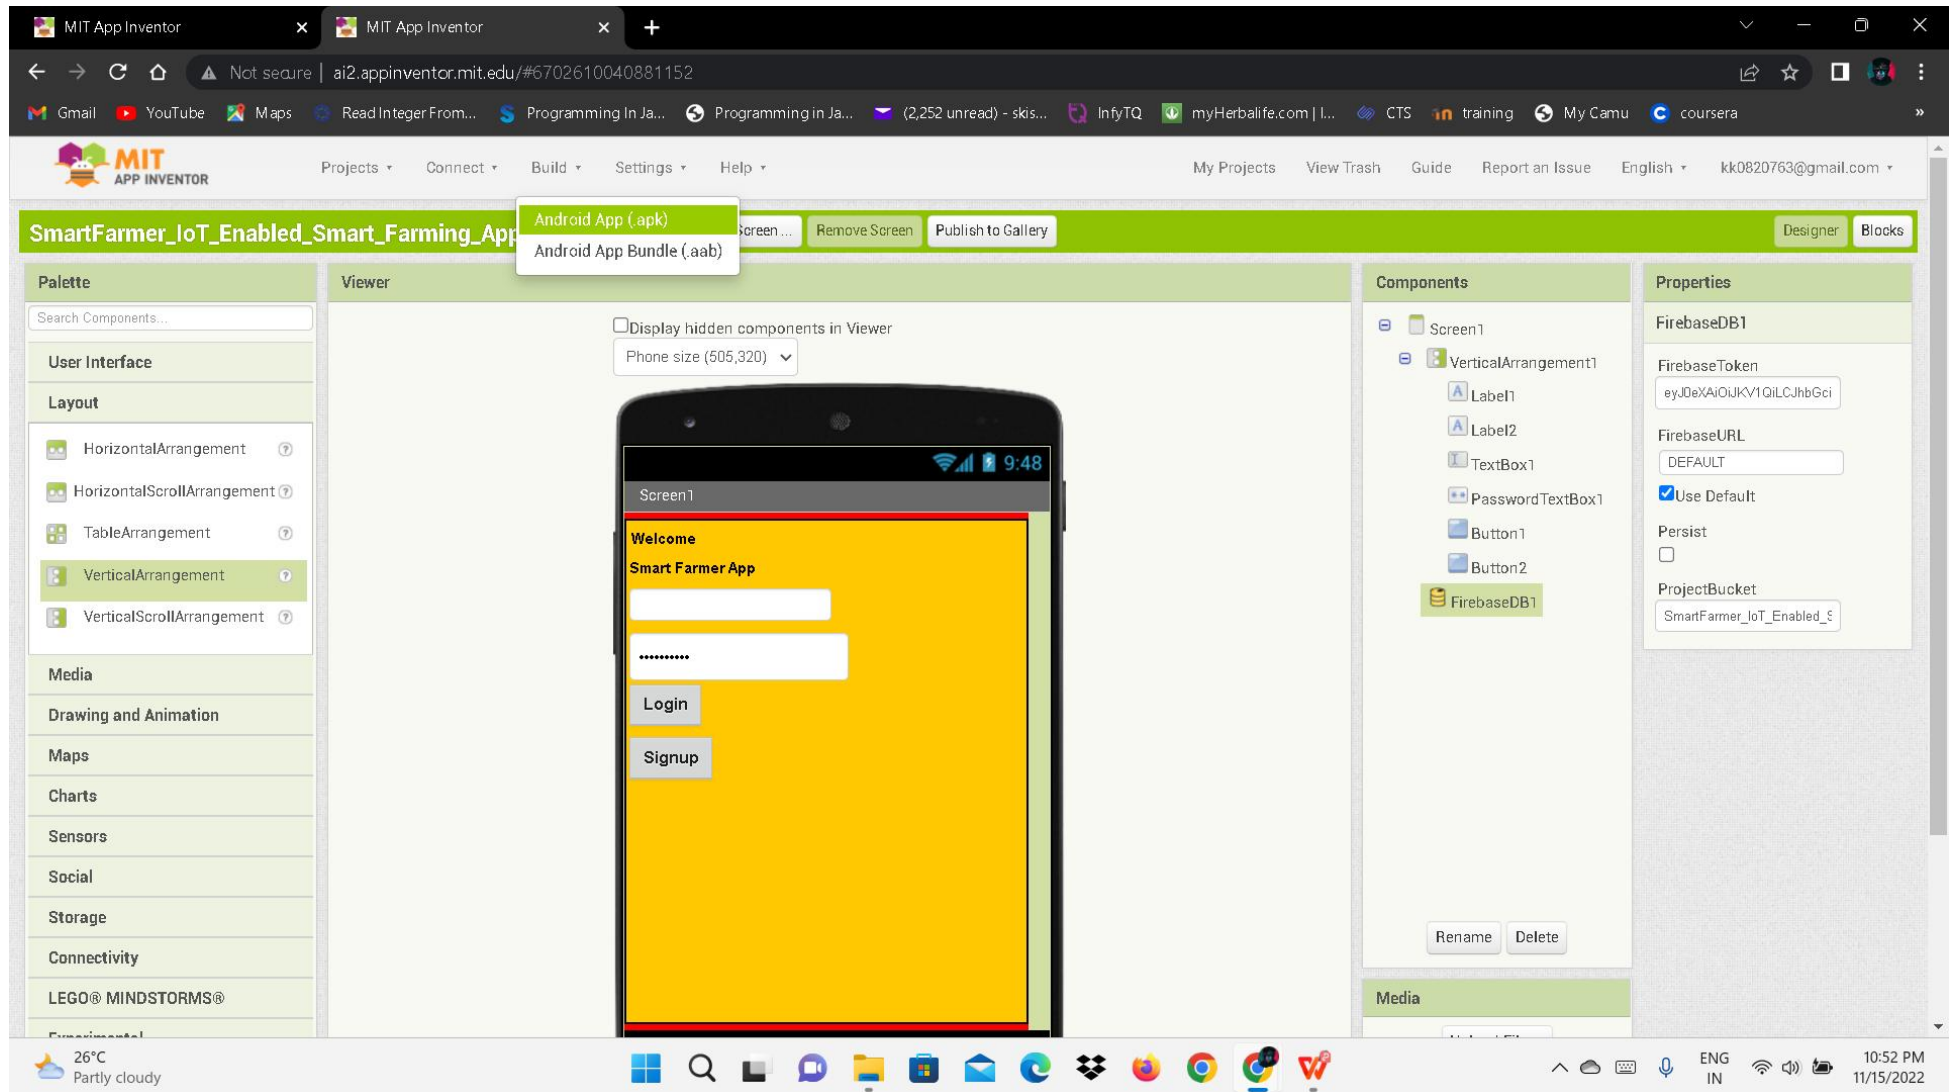 MIT App Inventor
MIT App Inventor
Not secure | ai2.appinventor.mit.edu/#6702610040881152
Gmail YouTube Maps Read Integer From... Programming In Ja... Programming in Ja... (2,252 unread) - skis... InfyTQ myHerbalife.com | I... CTS training My Camu coursera »
MIT
APP INVENTOR
Projects Connect Build Settings Help My Projects View Trash Guide Report an Issue English kk0820763@gmail.com
SmartFarmer_IoT_Enabled_Smart_Farming_App
Screen ... Remove Screen Publish to Gallery Designer Blocks
Android App (.apk)
Android App Bundle (.aab)
Palette
Search Components...
User Interface
Layout
HorizontalArrangement
HorizontalScrollArrangement
TableArrangement
VerticalArrangement
VerticalScrollArrangement
Media
Drawing and Animation
Maps
Charts
Sensors
Social
Storage
Connectivity
LEGO® MINDSTORMS®
Experimental
Viewer
Display hidden components in Viewer
Phone size (505,320)
9:48
Screen1
Welcome
Smart Farmer App
••••••••••
Login
Signup
Components
Screen1
VerticalArrangement1
Label1
Label2
TextBox1
PasswordTextBox1
Button1
Button2
FirebaseDB1
Rename Delete
Media
Properties
FirebaseDB1
FirebaseToken
eyJ0eXAiOiJKV1QiLCJhbGci
FirebaseURL
DEFAULT
Use Default
Persist
ProjectBucket
SmartFarmer_IoT_Enabled_S
26°C
Partly cloudy
ENG
IN
10:52 PM
11/15/2022